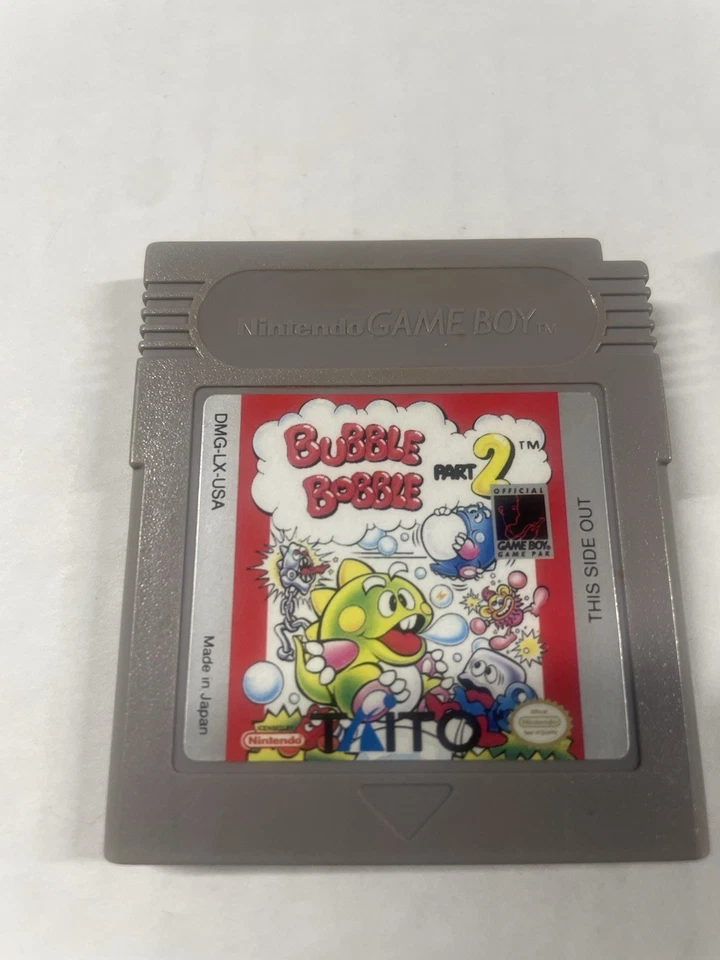 Nintendo GAME BOY TM
DMG-LX-USA
Made in Japan
BUBBLE
BOBBLE
PART 2 TM
OFFICIAL
GAME BOY
GAME PAK
THIS SIDE OUT
Nintendo
TAITO
Nintendo